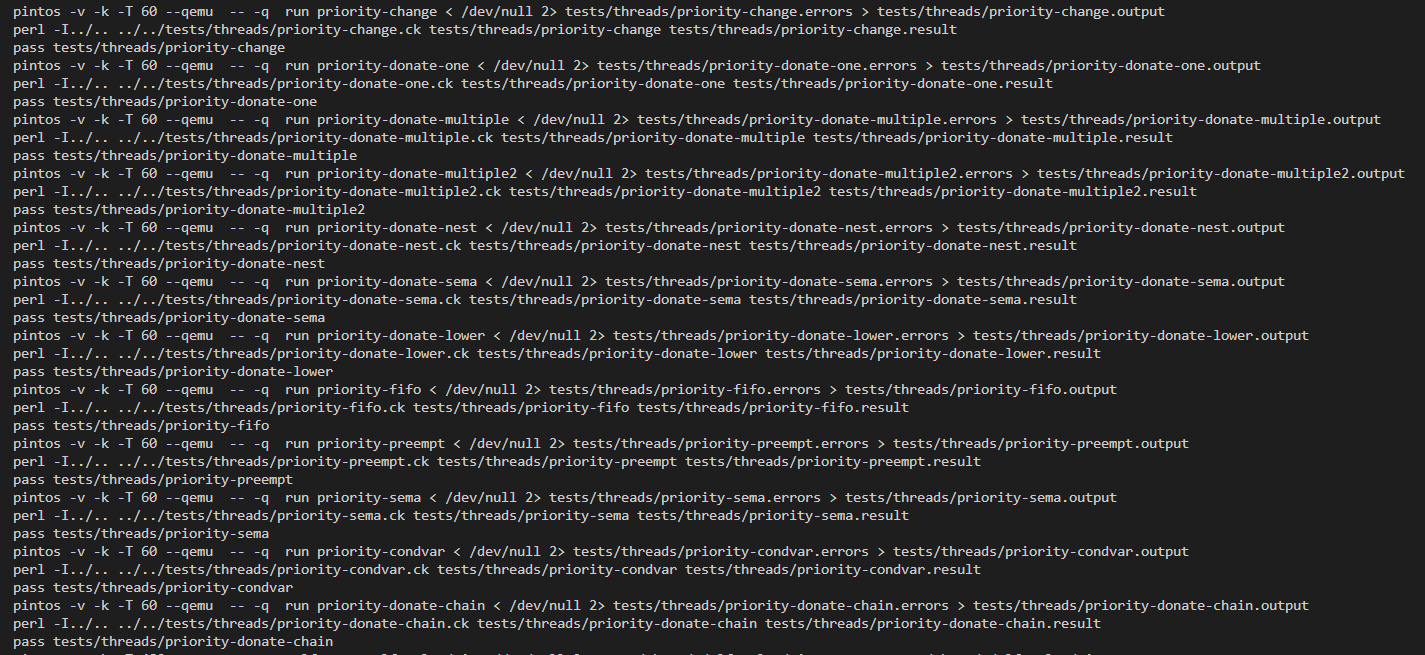 pintos -v -k -T 60 --qemu  -- -q  run priority-change < /dev/null 2> tests/threads/priority-change.errors > tests/threads/priority-change.output
perl -I../.. ../../tests/threads/priority-change.ck tests/threads/priority-change tests/threads/priority-change.result
pass tests/threads/priority-change
pintos -v -k -T 60 --qemu  -- -q  run priority-donate-one < /dev/null 2> tests/threads/priority-donate-one.errors > tests/threads/priority-donate-one.output
perl -I../.. ../../tests/threads/priority-donate-one.ck tests/threads/priority-donate-one tests/threads/priority-donate-one.result
pass tests/threads/priority-donate-one
pintos -v -k -T 60 --qemu  -- -q  run priority-donate-multiple < /dev/null 2> tests/threads/priority-donate-multiple.errors > tests/threads/priority-donate-multiple.output
perl -I../.. ../../tests/threads/priority-donate-multiple.ck tests/threads/priority-donate-multiple tests/threads/priority-donate-multiple.result
pass tests/threads/priority-donate-multiple
pintos -v -k -T 60 --qemu  -- -q  run priority-donate-multiple2 < /dev/null 2> tests/threads/priority-donate-multiple2.errors > tests/threads/priority-donate-multiple2.output
perl -I../.. ../../tests/threads/priority-donate-multiple2.ck tests/threads/priority-donate-multiple2 tests/threads/priority-donate-multiple2.result
pass tests/threads/priority-donate-multiple2
pintos -v -k -T 60 --qemu  -- -q  run priority-donate-nest < /dev/null 2> tests/threads/priority-donate-nest.errors > tests/threads/priority-donate-nest.output
perl -I../.. ../../tests/threads/priority-donate-nest.ck tests/threads/priority-donate-nest tests/threads/priority-donate-nest.result
pass tests/threads/priority-donate-nest
pintos -v -k -T 60 --qemu  -- -q  run priority-donate-sema < /dev/null 2> tests/threads/priority-donate-sema.errors > tests/threads/priority-donate-sema.output
perl -I../.. ../../tests/threads/priority-donate-sema.ck tests/threads/priority-donate-sema tests/threads/priority-donate-sema.result
pass tests/threads/priority-donate-sema
pintos -v -k -T 60 --qemu  -- -q  run priority-donate-lower < /dev/null 2> tests/threads/priority-donate-lower.errors > tests/threads/priority-donate-lower.output
perl -I../.. ../../tests/threads/priority-donate-lower.ck tests/threads/priority-donate-lower tests/threads/priority-donate-lower.result
pass tests/threads/priority-donate-lower
pintos -v -k -T 60 --qemu  -- -q  run priority-fifo < /dev/null 2> tests/threads/priority-fifo.errors > tests/threads/priority-fifo.output
perl -I../.. ../../tests/threads/priority-fifo.ck tests/threads/priority-fifo tests/threads/priority-fifo.result
pass tests/threads/priority-fifo
pintos -v -k -T 60 --qemu  -- -q  run priority-preempt < /dev/null 2> tests/threads/priority-preempt.errors > tests/threads/priority-preempt.output
perl -I../.. ../../tests/threads/priority-preempt.ck tests/threads/priority-preempt tests/threads/priority-preempt.result
pass tests/threads/priority-preempt
pintos -v -k -T 60 --qemu  -- -q  run priority-sema < /dev/null 2> tests/threads/priority-sema.errors > tests/threads/priority-sema.output
perl -I../.. ../../tests/threads/priority-sema.ck tests/threads/priority-sema tests/threads/priority-sema.result
pass tests/threads/priority-sema
pintos -v -k -T 60 --qemu  -- -q  run priority-condvar < /dev/null 2> tests/threads/priority-condvar.errors > tests/threads/priority-condvar.output
perl -I../.. ../../tests/threads/priority-condvar.ck tests/threads/priority-condvar tests/threads/priority-condvar.result
pass tests/threads/priority-condvar
pintos -v -k -T 60 --qemu  -- -q  run priority-donate-chain < /dev/null 2> tests/threads/priority-donate-chain.errors > tests/threads/priority-donate-chain.output
perl -I../.. ../../tests/threads/priority-donate-chain.ck tests/threads/priority-donate-chain tests/threads/priority-donate-chain.result
pass tests/threads/priority-donate-chain